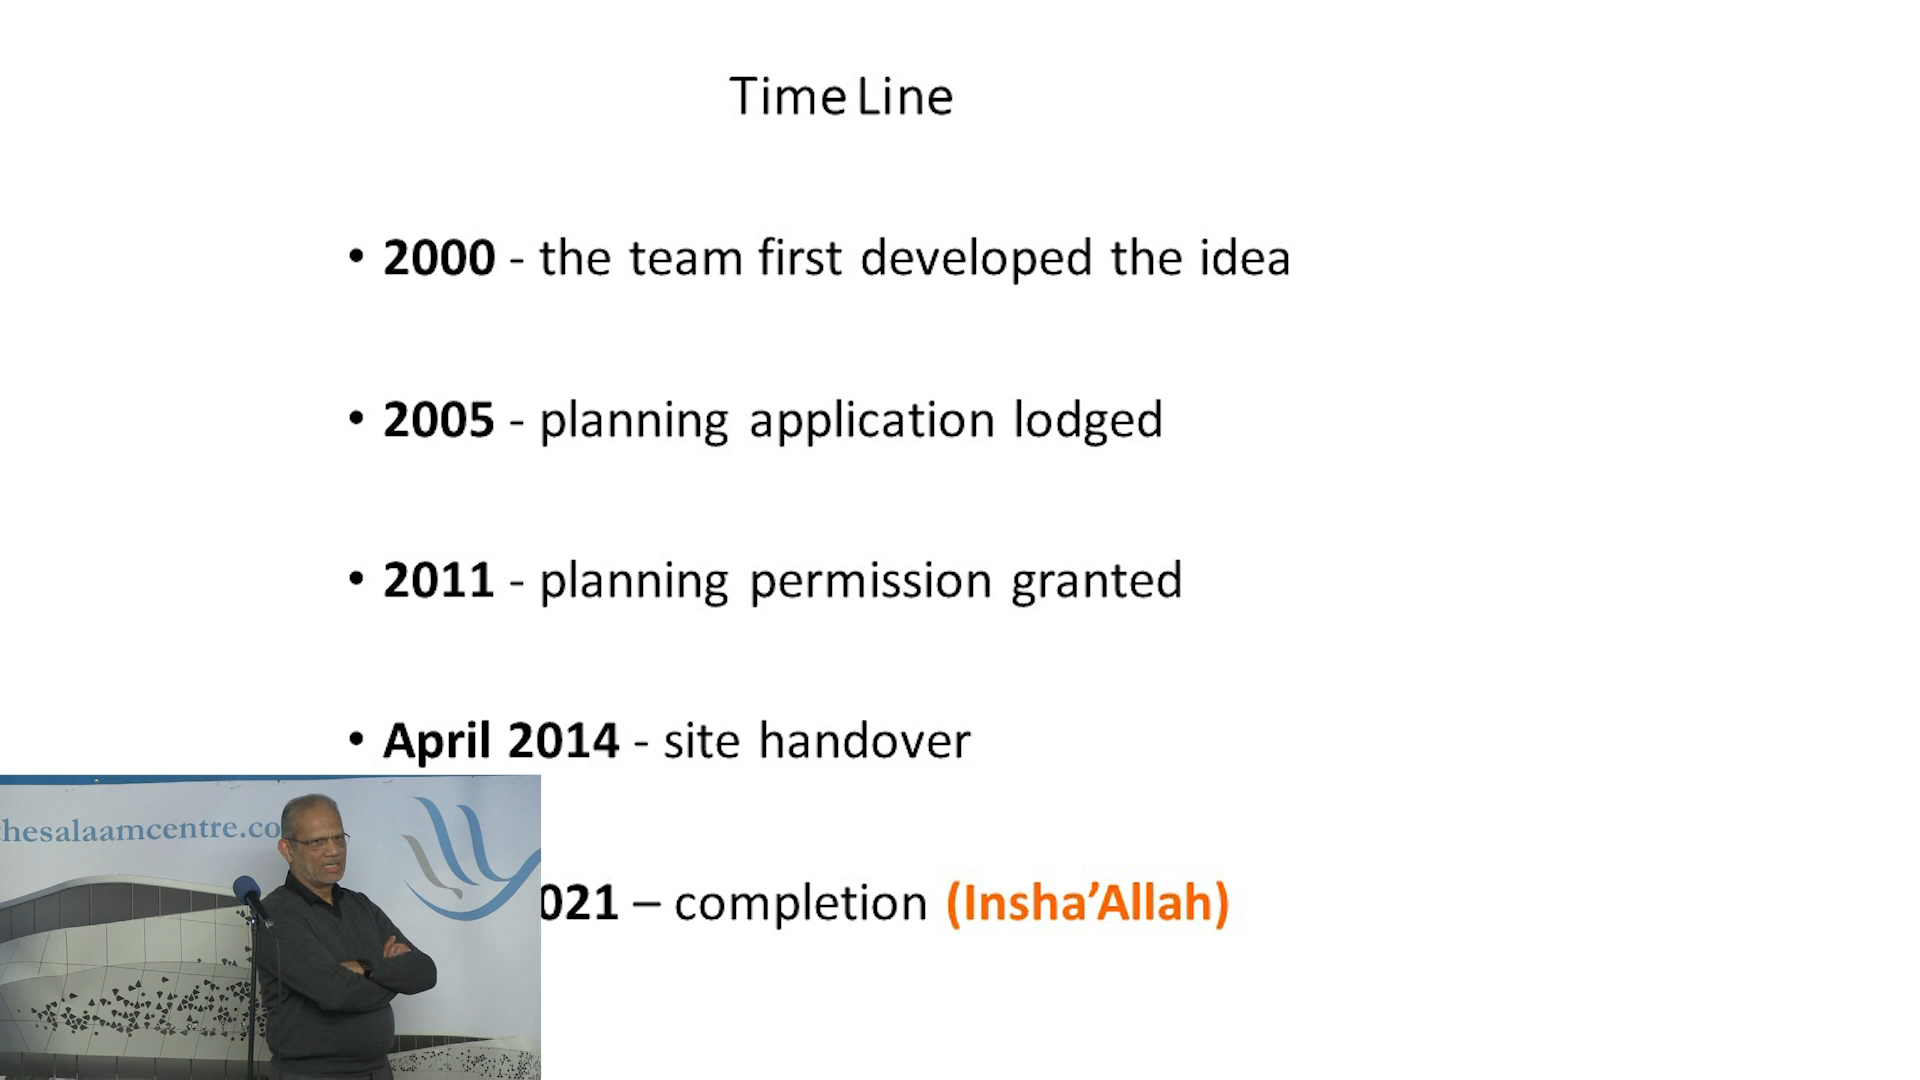 Time Line
• 2000 - the team first developed the idea
• 2005 - planning application lodged
• 2011 - planning permission granted
• April 2014 - site handover
021 – completion (Insha’Allah)
thesalaamcentre.co